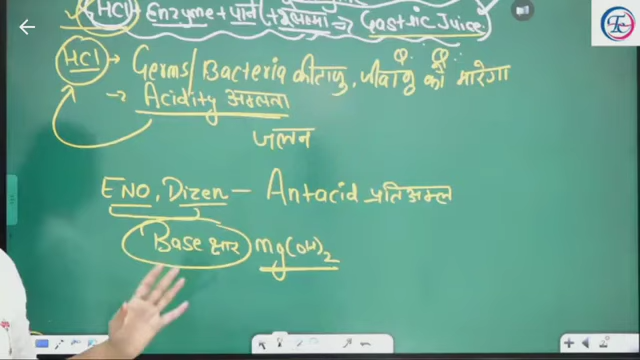 HCl Enzyme + पानी + श्लेष्मा ⇒ Gastric Juice.
HCl → Germs/Bacteria कीटाणु, जीवाणु को मारेगा
→ Acidity अम्लता
जलन
ENO, Dizen — Antacid प्रतिअम्ल
Base क्षार Mg(OH)₂